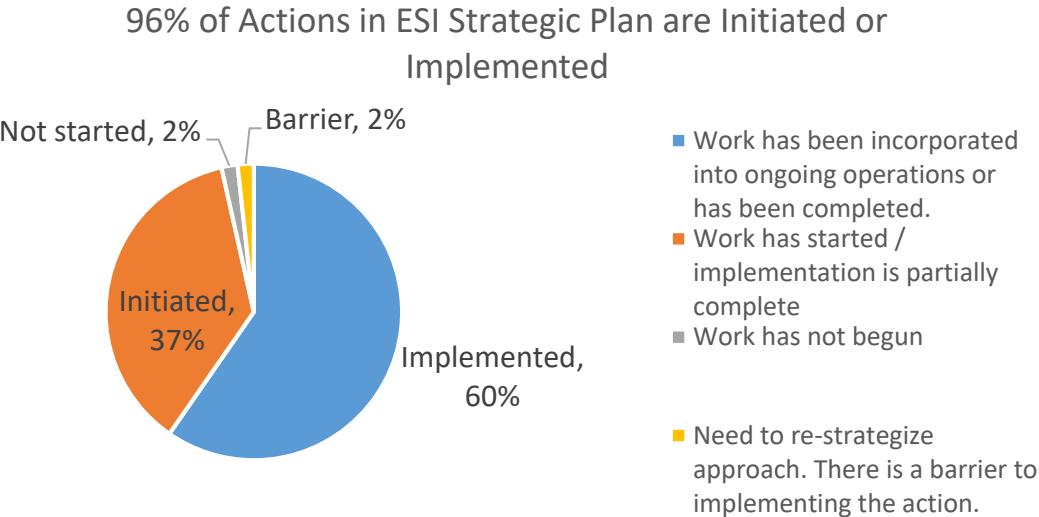 96% of Actions in ESI Strategic Plan are Initiated or
Implemented
Not started, 2%
Barrier, 2%
Initiated,
37%
Implemented,
60%
Work has been incorporated
into ongoing operations or
has been completed.
Work has started /
implementation is partially
complete
Work has not begun
Need to re-strategize
approach. There is a barrier to
implementing the action.